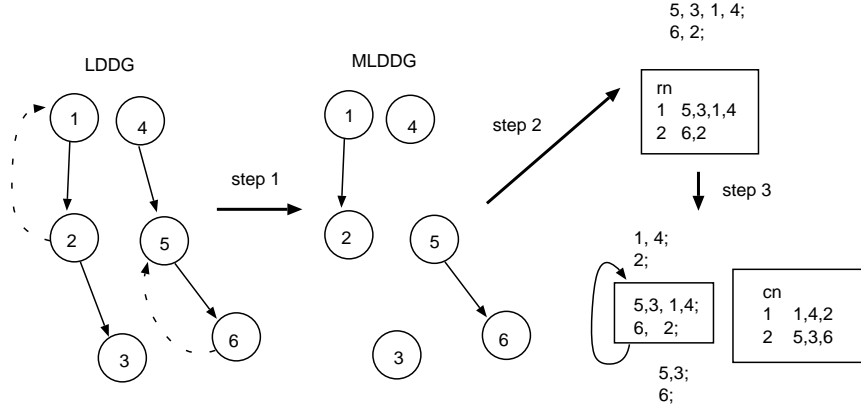 LDDG
1
4
2
5
3
6
step 1
MLDDG
1
4
2
5
3
6
step 2
5, 3, 1, 4;
6, 2;
rn
1 5,3,1,4
2 6,2
step 3
1, 4;
2;
5,3, 1,4;
6, 2;
5,3;
6;
cn
1 1,4,2
2 5,3,6